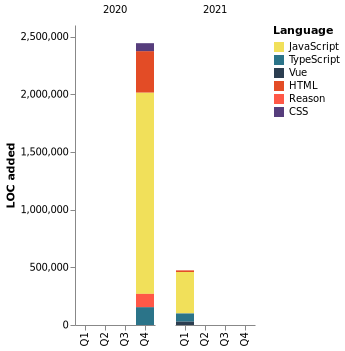 2020
2021
LOC added
2,500,000
2,000,000
1,500,000
1,000,000
500,000
0
Q1
Q2
Q3
Q4
Q1
Q2
Q3
Q4
Language
JavaScript
TypeScript
Vue
HTML
Reason
CSS